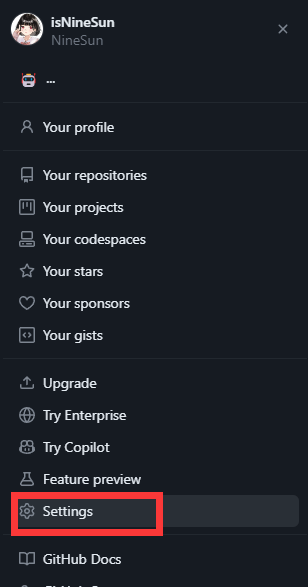 isNineSun
NineSun
...
Your profile
Your repositories
Your projects
Your codespaces
Your stars
Your sponsors
Your gists
Upgrade
Try Enterprise
Try Copilot
Feature preview
Settings
GitHub Docs